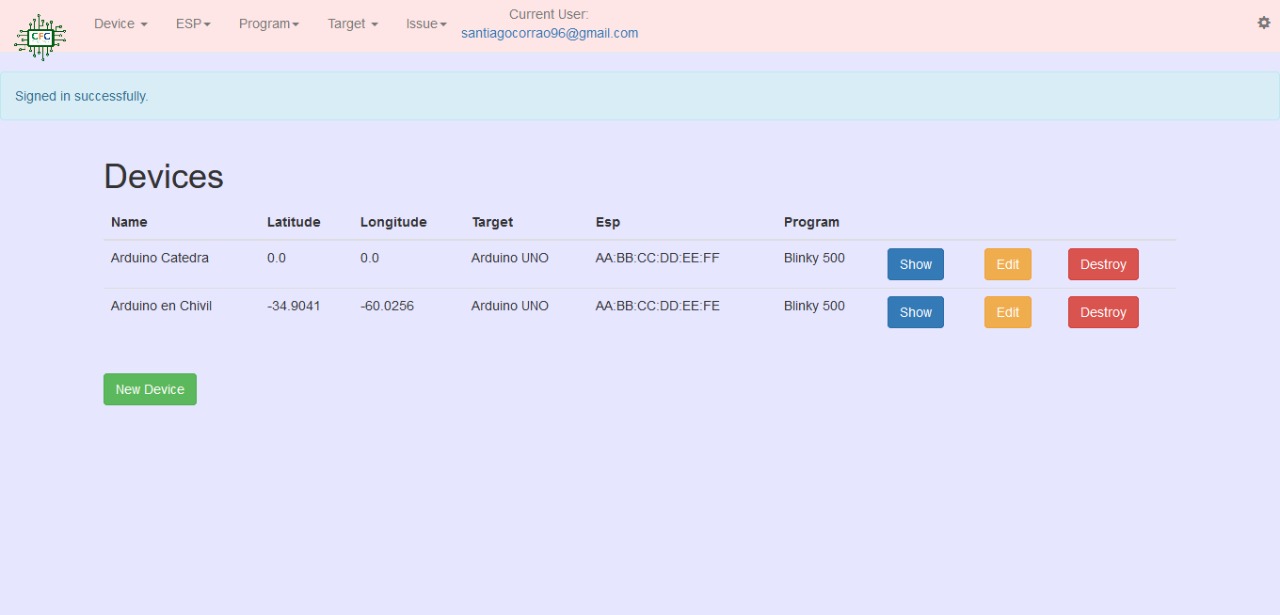 CFC Device ESP Program Target Issue Current User:
santiagocorrao96@gmail.com
Signed in successfully.
Devices
Name Latitude Longitude Target Esp Program
Arduino Catedra 0.0 0.0 Arduino UNO AA:BB:CC:DD:EE:FF Blinky 500 Show Edit Destroy
Arduino en Chivil -34.9041 -60.0256 Arduino UNO AA:BB:CC:DD:EE:FE Blinky 500 Show Edit Destroy
New Device